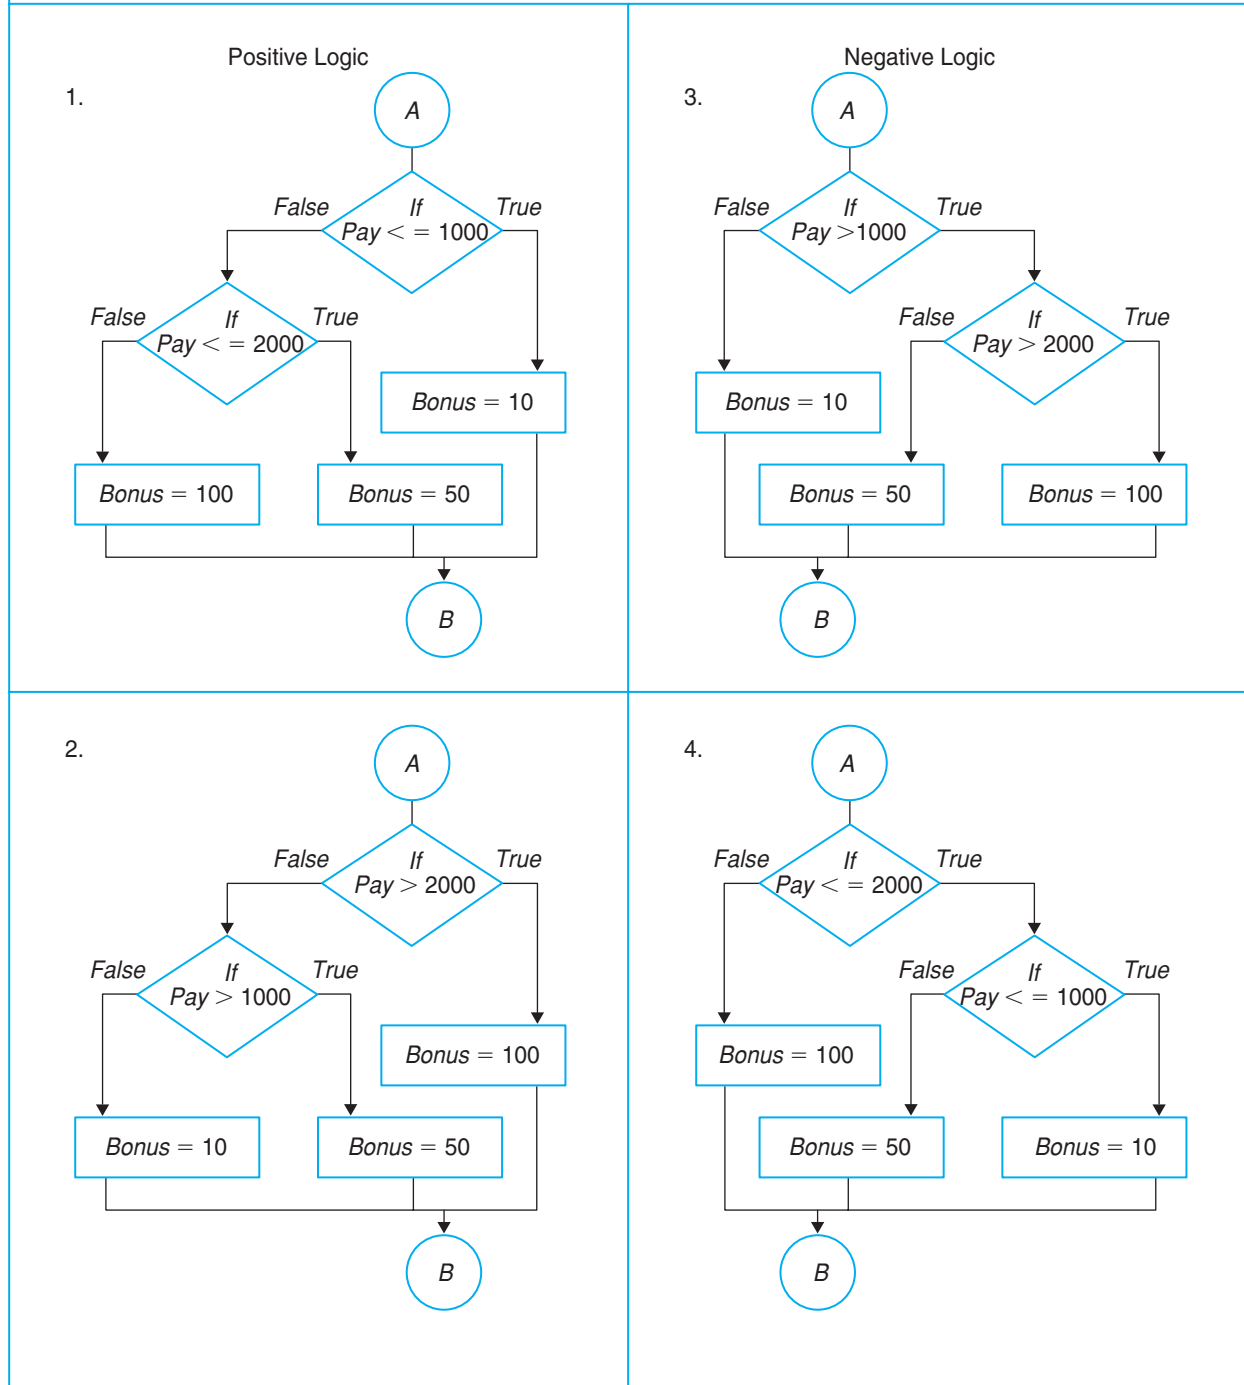 Positive Logic
1.
A
False
If
True
Pay < = 1000
False
If
True
Pay < = 2000
Bonus = 10
Bonus = 100
Bonus = 50
B
Negative Logic
3.
A
False
If
True
Pay >1000
False
If
True
Pay > 2000
Bonus = 10
Bonus = 50
Bonus = 100
B
2.
A
False
If
True
Pay > 2000
False
If
True
Pay > 1000
Bonus = 100
Bonus = 10
Bonus = 50
B
4.
A
False
If
True
Pay < = 2000
False
If
True
Pay < = 1000
Bonus = 100
Bonus = 50
Bonus = 10
B